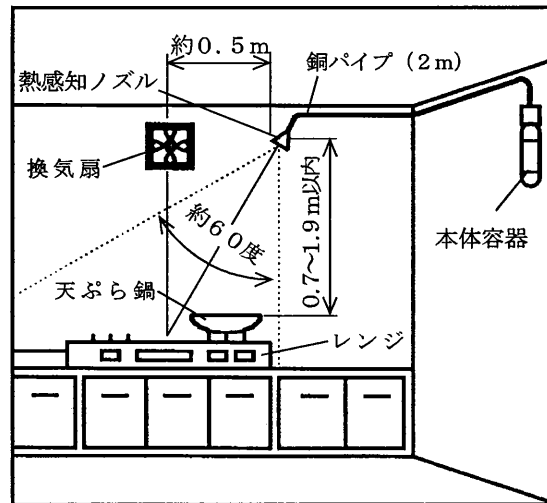 約0.5m
熱感知ノズル
銅パイプ（2m）
換気扇
約60度
0.7～1.9m以内
本体容器
天ぷら鍋
レンジ